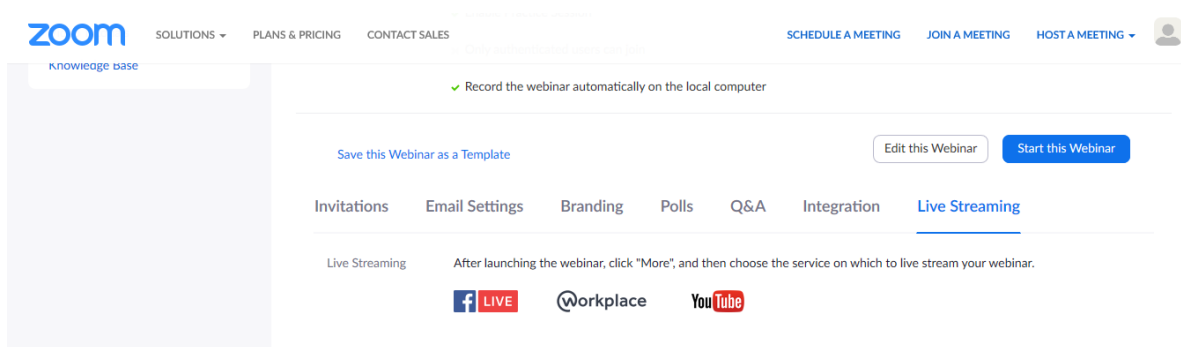 zoom SOLUTIONS PLANS & PRICING CONTACT SALES SCHEDULE A MEETING JOIN A MEETING HOST A MEETING
Knowledge Base
Record the webinar automatically on the local computer
Save this Webinar as a Template Edit this Webinar Start this Webinar
Invitations Email Settings Branding Polls Q&A Integration Live Streaming
Live Streaming After launching the webinar, click "More", and then choose the service on which to live stream your webinar.
f LIVE Workplace YouTube